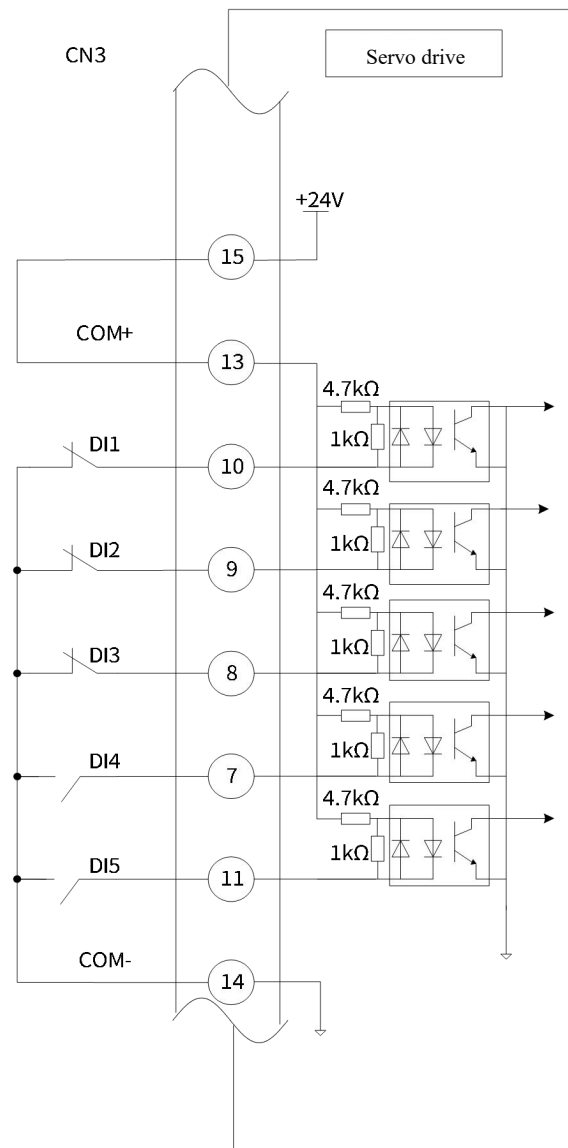 CN3
Servo drive
+24V
15
COM+
13
4.7kΩ
DI1
1kΩ
10
4.7kΩ
DI2
1kΩ
9
4.7kΩ
DI3
1kΩ
8
4.7kΩ
DI4
1kΩ
7
4.7kΩ
DI5
1kΩ
11
COM-
14